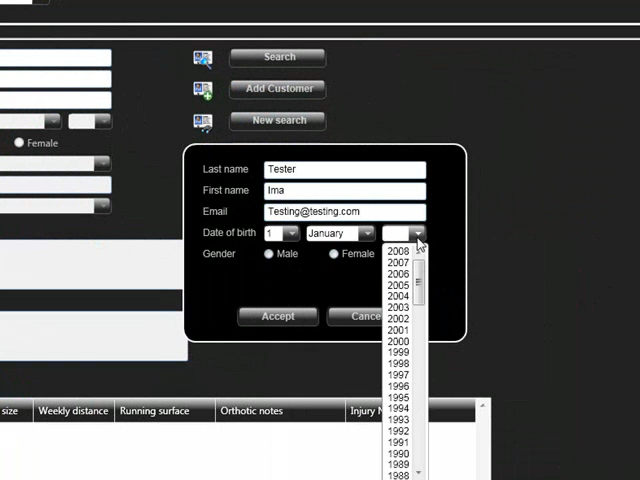 Search
Add Customer
New search
Female
Last name Tester
First name Ima
Email Testing@testing.com
Date of birth 1 January
Gender Male Female
Accept
2008
2007
2006
2005
2004
2003
2002
2001
2000
1999
1998
1997
1996
1995
1994
1993
1992
1991
1990
1989
1988
size Weekly distance Running surface Orthotic notes Injury